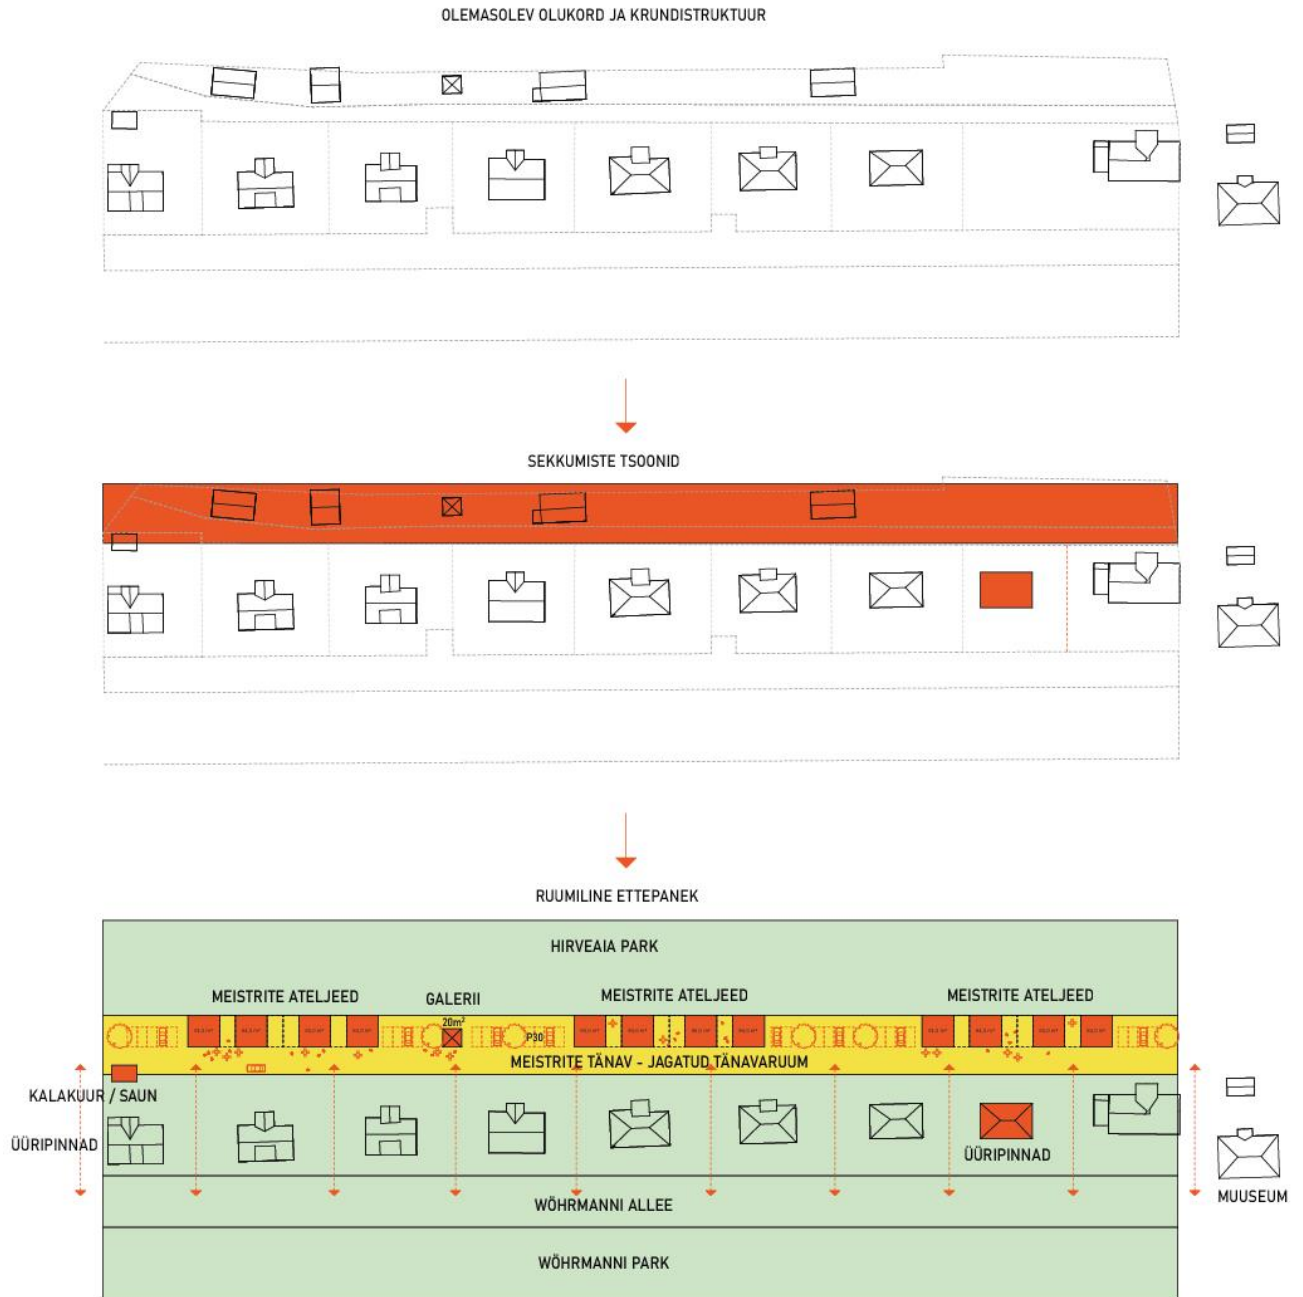 OLEMASOLEV OLUKORD JA KRUNDISTRUKTUUR
SEKKUMISTE TSOONID
RUUMILINE ETTEPANEK
HIRVEAIA PARK
MEISTRITE ATELJEED
GALERII
MEISTRITE ATELJEED
MEISTRITE ATELJEED
20m²
P30
MEISTRITE TÄNAV - JAGATUD TÄNAVARUUM
KALAKUUR / SAUN
ÜÜRIPINNAD
ÜÜRIPINNAD
MUUSEUM
WÖHRMANNI ALLEE
WÖHRMANNI PARK